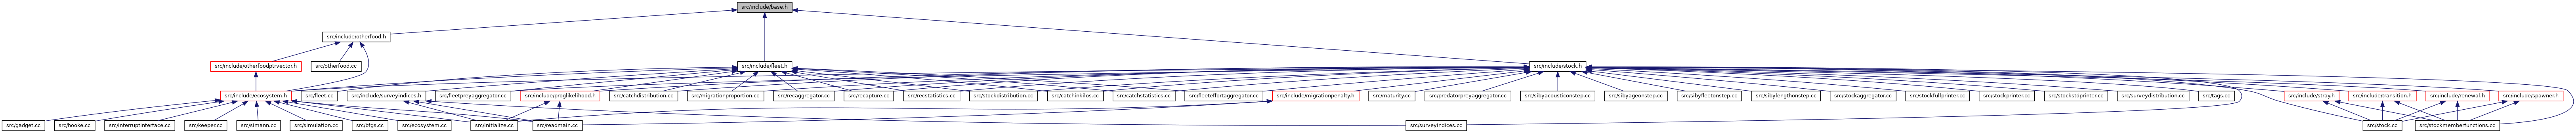 src/include/base.h
src/include/otherfood.h
src/include/otherfoodptrvector.h
src/otherfood.cc
src/include/fleet.h
src/include/stock.h
src/include/ecosystem.h
src/fleet.cc
src/include/surveyindices.h
src/fleetpreyaggregator.cc
src/include/proglikelihood.h
src/catchdistribution.cc
src/migrationproportion.cc
src/recaggregator.cc
src/recapture.cc
src/recstatistics.cc
src/stockdistribution.cc
src/catchinkilos.cc
src/catchstatistics.cc
src/fleeteffortaggregator.cc
src/include/migrationpenalty.h
src/maturity.cc
src/predatorpreyaggregator.cc
src/sibyacousticonstep.cc
src/sibyageonstep.cc
src/sibyfleetonstep.cc
src/sibylengthonstep.cc
src/stockaggregator.cc
src/stockfullprinter.cc
src/stockprinter.cc
src/stockstdprinter.cc
src/surveydistribution.cc
src/tags.cc
src/include/stray.h
src/include/transition.h
src/include/renewal.h
src/include/spawner.h
src/gadget.cc
src/hooke.cc
src/interruptinterface.cc
src/keeper.cc
src/simann.cc
src/simulation.cc
src/bfgs.cc
src/ecosystem.cc
src/initialize.cc
src/readmain.cc
src/surveyindices.cc
src/stock.cc
src/stockmemberfunctions.cc